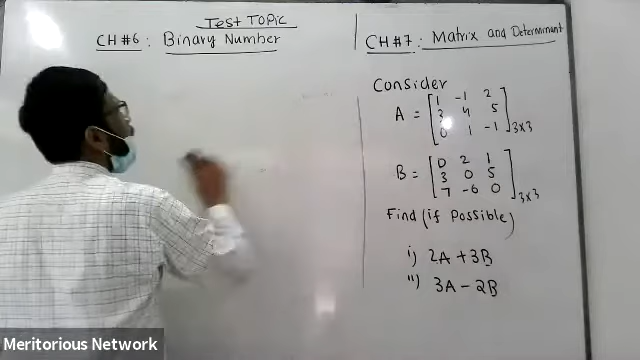 Test Topic
CH#6: Binary Number
CH#7: Matrix and Determinant
Consider
A = [ 1 -1 2
3 4 5
0 1 -1 ] 3x3
B = [ 0 2 1
3 0 5
7 -6 0 ] 3x3
Find (if Possible)
i) 2A + 3B
ii) 3A - 2B
Meritorious Network